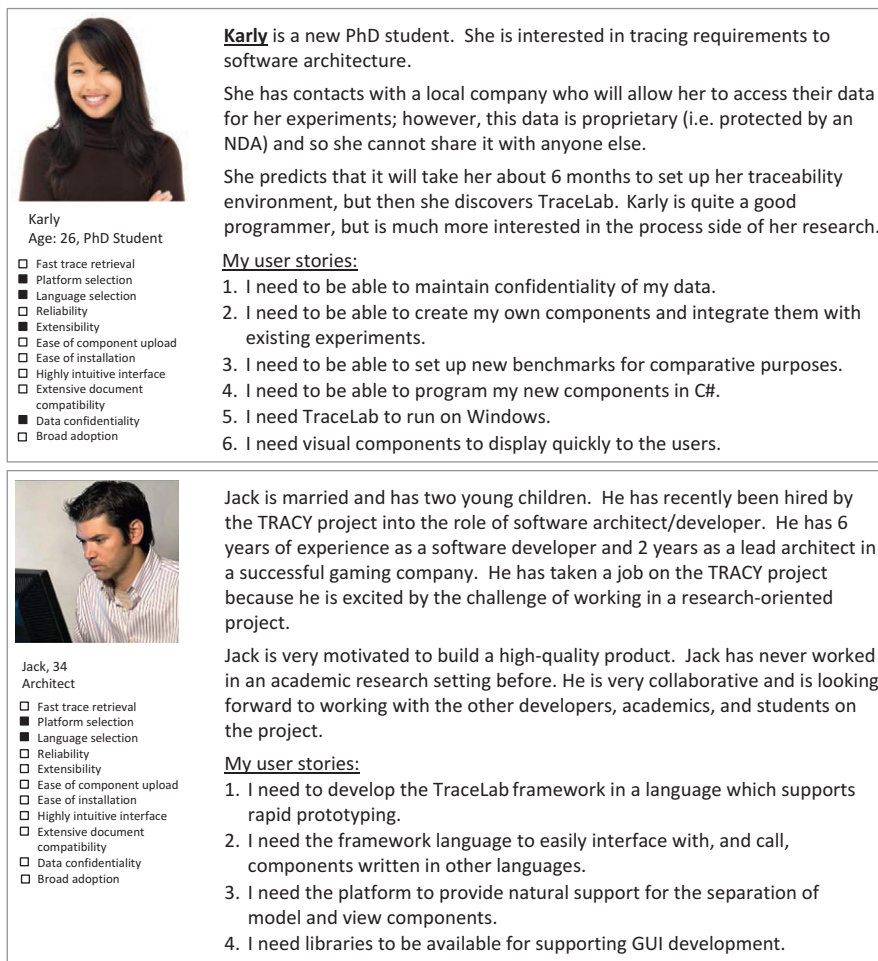 Karly is a new PhD student. She is interested in tracing requirements to
software architecture.
She has contacts with a local company who will allow her to access their data
for her experiments; however, this data is proprietary (i.e. protected by an
NDA) and so she cannot share it with anyone else.
She predicts that it will take her about 6 months to set up her traceability
environment, but then she discovers TraceLab. Karly is quite a good
programmer, but is much more interested in the process side of her research.
Karly
Age: 26, PhD Student
Fast trace retrieval
Platform selection
Language selection
Reliability
Extensibility
Ease of component upload
Ease of installation
Highly intuitive interface
Extensive document
compatibility
Data confidentiality
Broad adoption
My user stories:
1. I need to be able to maintain confidentiality of my data.
2. I need to be able to create my own components and integrate them with
existing experiments.
3. I need to be able to set up new benchmarks for comparative purposes.
4. I need to be able to program my new components in C#.
5. I need TraceLab to run on Windows.
6. I need visual components to display quickly to the users.
Jack is married and has two young children. He has recently been hired by
the TRACY project into the role of software architect/developer. He has 6
years of experience as a software developer and 2 years as a lead architect in
a successful gaming company. He has taken a job on the TRACY project
because he is excited by the challenge of working in a research-oriented
project.
Jack is very motivated to build a high-quality product. Jack has never worked
in an academic research setting before. He is very collaborative and is looking
forward to working with the other developers, academics, and students on
the project.
Jack, 34
Architect
Fast trace retrieval
Platform selection
Language selection
Reliability
Extensibility
Ease of component upload
Ease of installation
Highly intuitive interface
Extensive document
compatibility
Data confidentiality
Broad adoption
My user stories:
1. I need to develop the TraceLab framework in a language which supports
rapid prototyping.
2. I need the framework language to easily interface with, and call,
components written in other languages.
3. I need the platform to provide natural support for the separation of
model and view components.
4. I need libraries to be available for supporting GUI development.